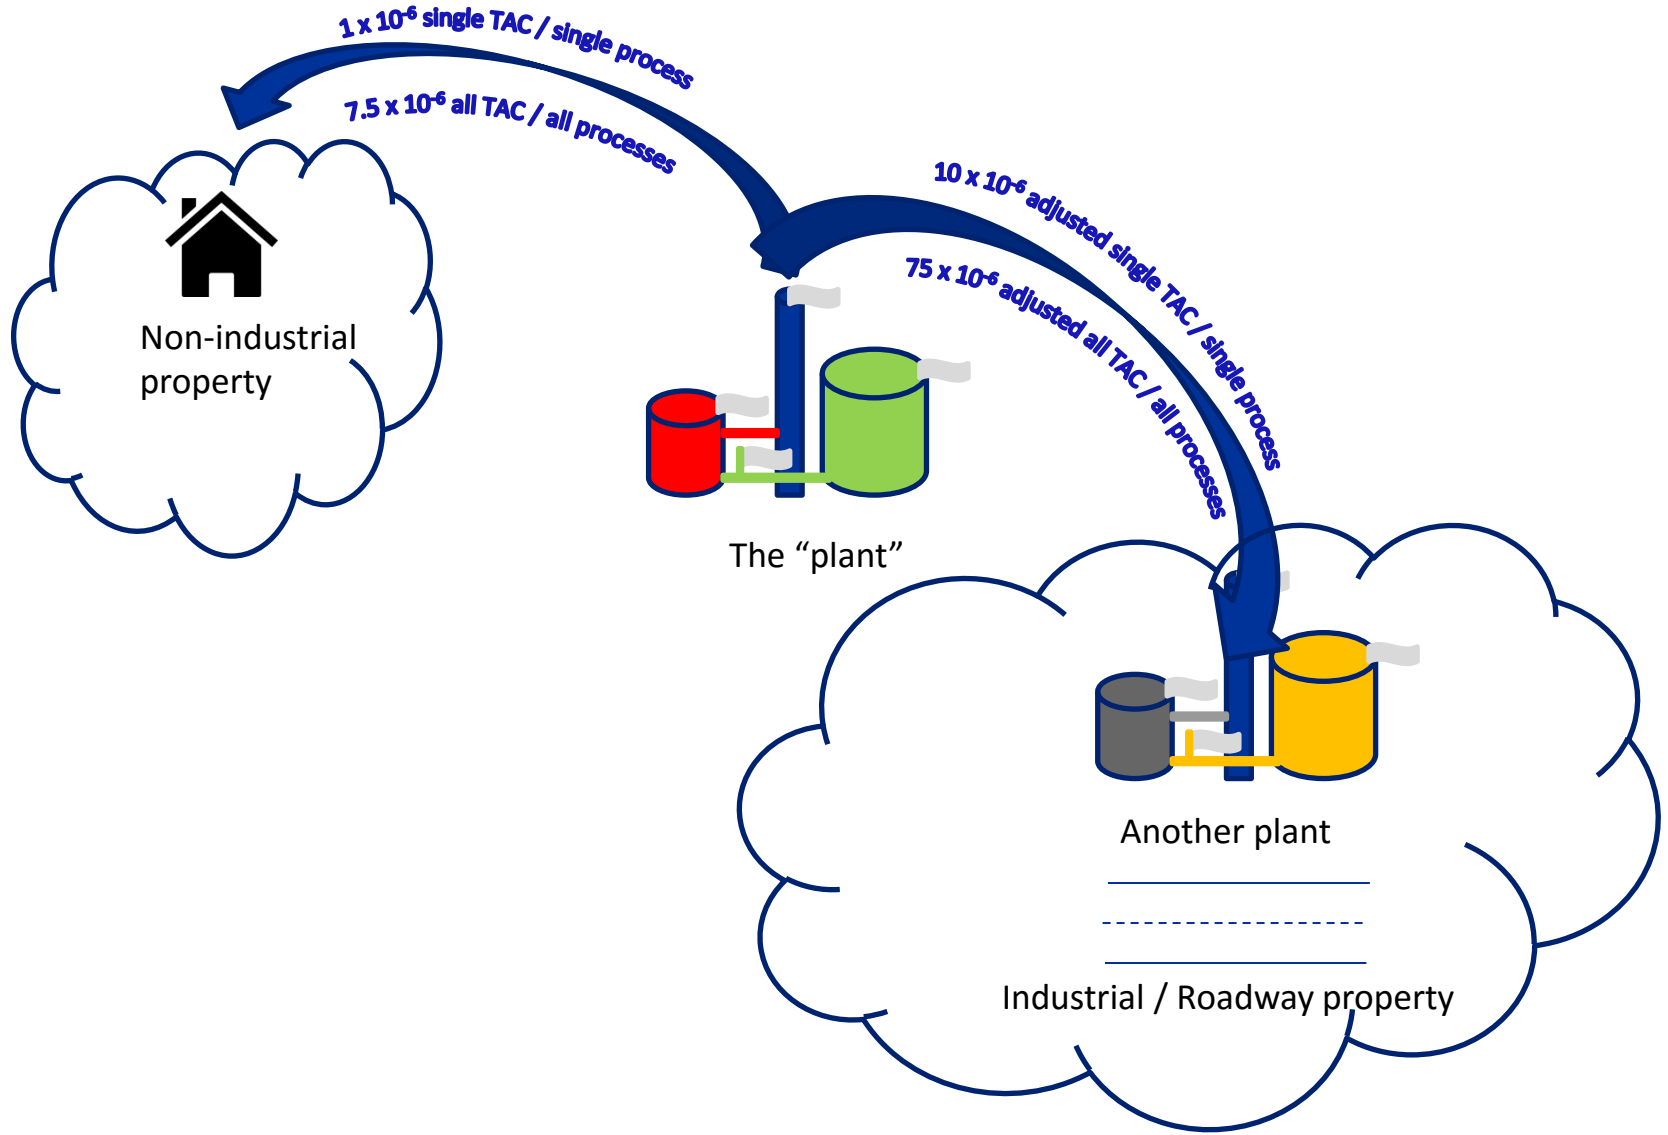 1 x 10⁻⁶ single TAC / single process
7.5 x 10⁻⁶ all TAC / all processes
10 x 10⁻⁶ adjusted single TAC / single process
75 x 10⁻⁶ adjusted all TAC / all processes
Non-industrial
property
The “plant”
Another plant
Industrial / Roadway property